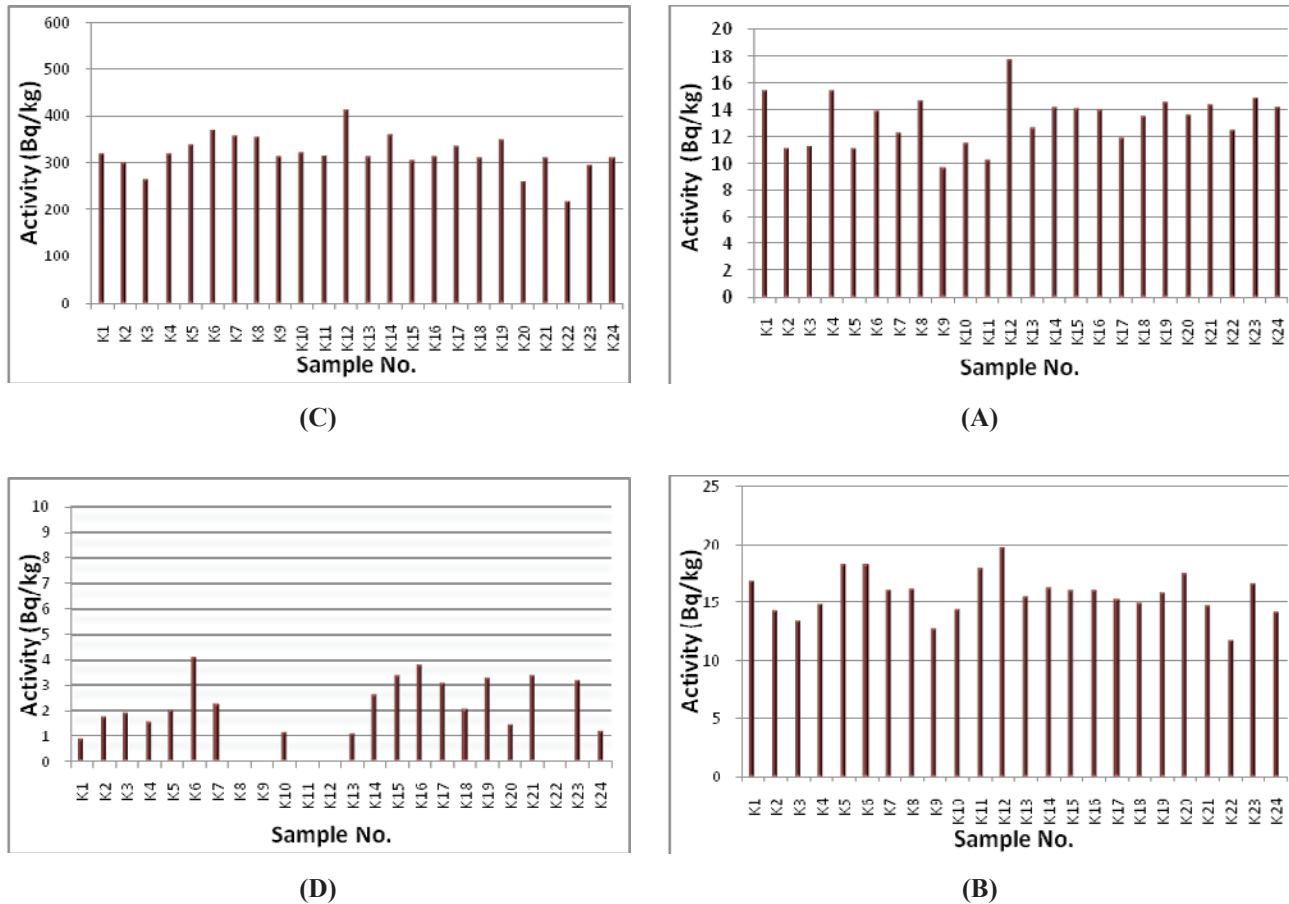 600
500
400
300
200
100
0
Activity (Bq/kg)
K1 K2 K3 K4 K5 K6 K7 K8 K9 K10 K11 K12 K13 K14 K15 K16 K17 K18 K19 K20 K21 K22 K23 K24
Sample No.
(C)
20
18
16
14
12
10
8
6
4
2
0
Activity (Bq/kg)
K1 K2 K3 K4 K5 K6 K7 K8 K9 K10 K11 K12 K13 K14 K15 K16 K17 K18 K19 K20 K21 K22 K23 K24
Sample No.
(A)
10
9
8
7
6
5
4
3
2
1
0
Activity (Bq/kg)
K1 K2 K3 K4 K5 K6 K7 K8 K9 K10 K11 K12 K13 K14 K15 K16 K17 K18 K19 K20 K21 K22 K23 K24
Sample No.
(D)
25
20
15
10
5
0
Activity (Bq/kg)
K1 K2 K3 K4 K5 K6 K7 K8 K9 K10 K11 K12 K13 K14 K15 K16 K17 K18 K19 K20 K21 K22 K23 K24
Sample No.
(B)